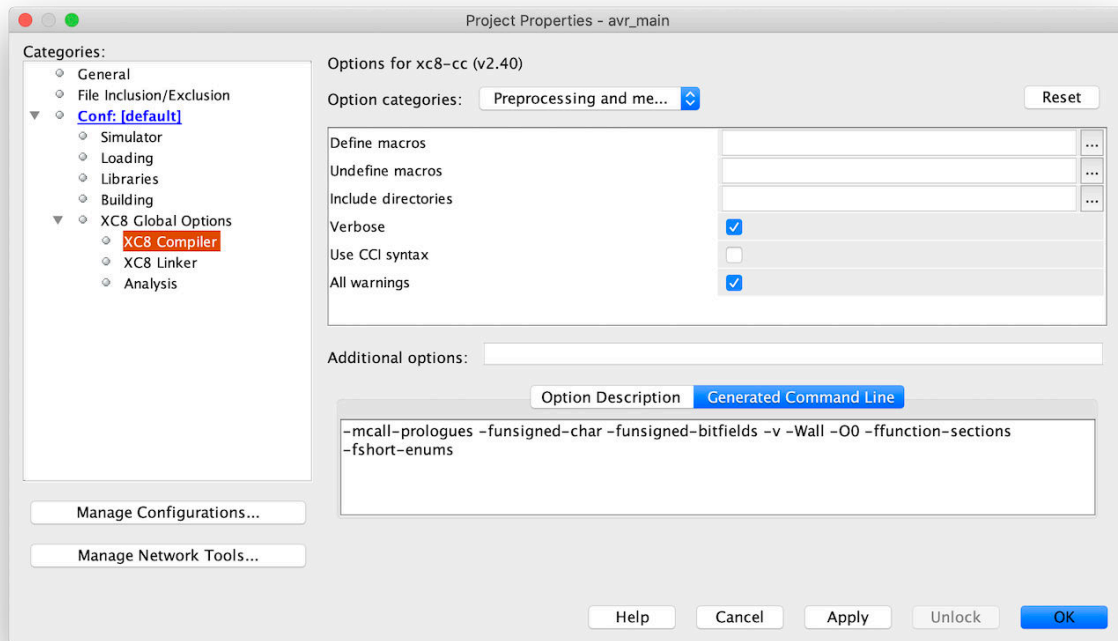 Project Properties - avr_main
Categories:
General
File Inclusion/Exclusion
Conf: [default]
Simulator
Loading
Libraries
Building
XC8 Global Options
XC8 Compiler
XC8 Linker
Analysis
Manage Configurations...
Manage Network Tools...
Options for xc8-cc (v2.40)
Option categories: Preprocessing and me... Reset
Define macros ...
Undefine macros ...
Include directories ...
Verbose
Use CCI syntax
All warnings
Additional options:
Option Description Generated Command Line
-mcall-prologues -funsigned-char -funsigned-bitfields -v -Wall -O0 -ffunction-sections
-fshort-enums
Help Cancel Apply Unlock OK